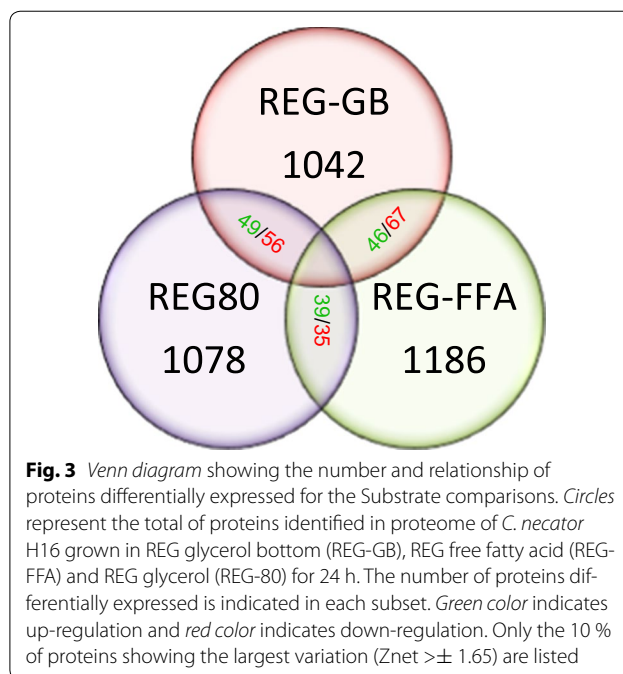 REG-GB
1042
49/56
46/67
REG80
1078
39/35
REG-FFA
1186
Fig. 3 Venn diagram showing the number and relationship of
proteins differentially expressed for the Substrate comparisons. Circles
represent the total of proteins identified in proteome of C. necator
H16 grown in REG glycerol bottom (REG-GB), REG free fatty acid (REG-
FFA) and REG glycerol (REG-80) for 24 h. The number of proteins dif-
ferentially expressed is indicated in each subset. Green color indicates
up-regulation and red color indicates down-regulation. Only the 10 %
of proteins showing the largest variation (Znet >± 1.65) are listed